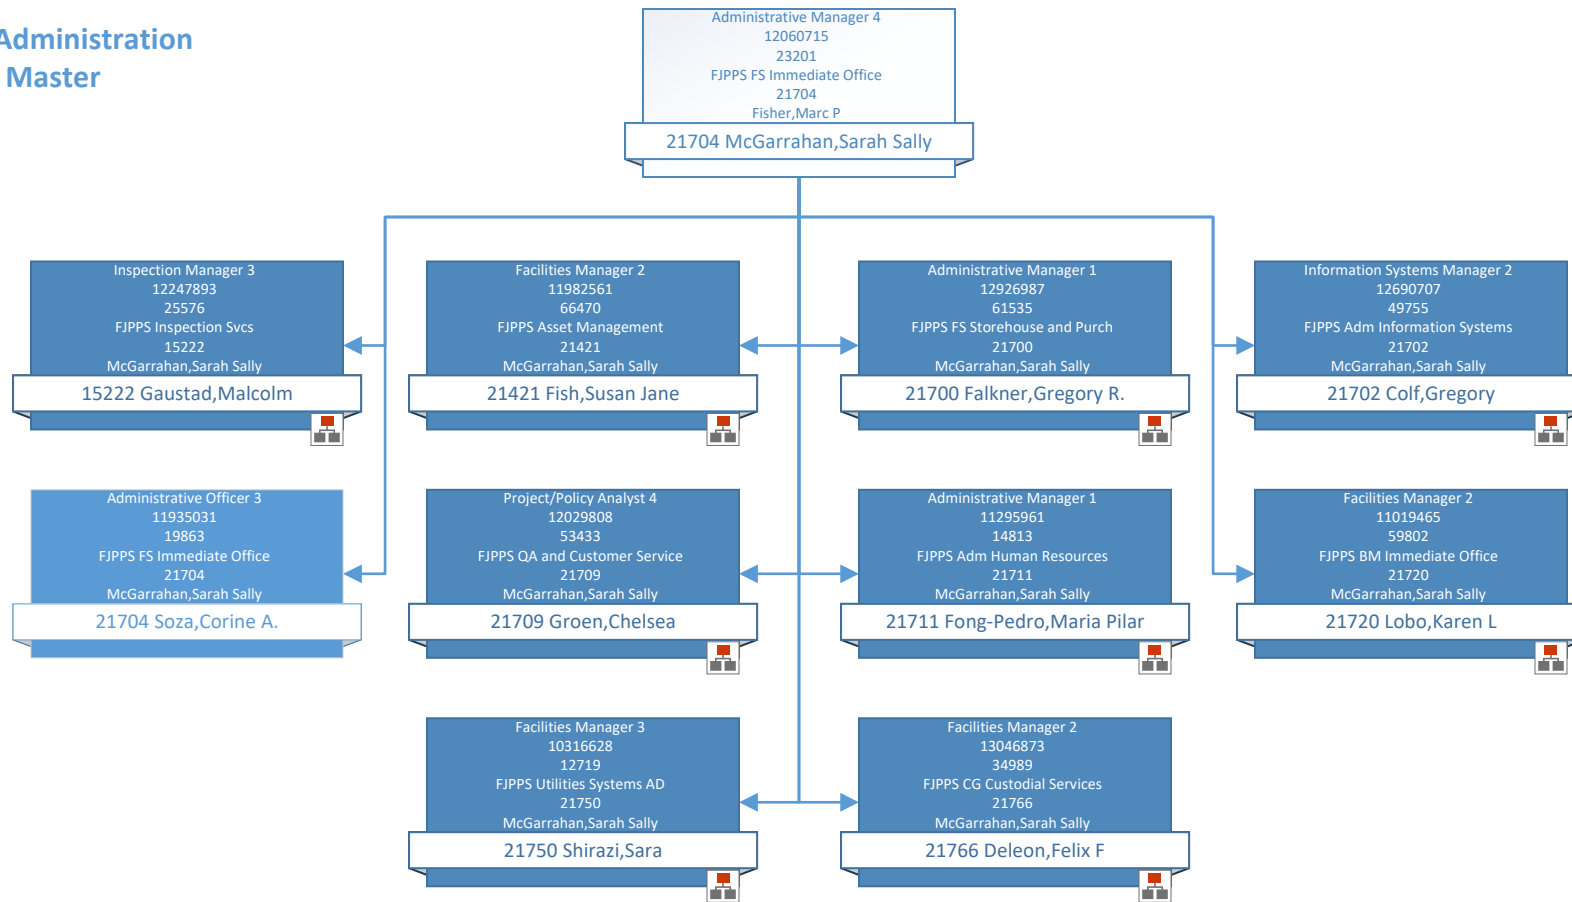 Administration
Master
Administrative Manager 4
12060715
23201
FJPPS FS Immediate Office
21704
Fisher,Marc P
21704 McGarrahan,Sarah Sally
Inspection Manager 3
12247893
25576
FJPPS Inspection Svcs
15222
McGarrahan,Sarah Sally
15222 Gaustad,Malcolm
Facilities Manager 2
11982561
66470
FJPPS Asset Management
21421
McGarrahan,Sarah Sally
21421 Fish,Susan Jane
Administrative Manager 1
12926987
61535
FJPPS FS Storehouse and Purch
21700
McGarrahan,Sarah Sally
21700 Falkner,Gregory R.
Information Systems Manager 2
12690707
49755
FJPPS Adm Information Systems
21702
McGarrahan,Sarah Sally
21702 Colf,Gregory
Administrative Officer 3
11935031
19863
FJPPS FS Immediate Office
21704
McGarrahan,Sarah Sally
21704 Soza,Corine A.
Project/Policy Analyst 4
12029808
53433
FJPPS QA and Customer Service
21709
McGarrahan,Sarah Sally
21709 Groen,Chelsea
Administrative Manager 1
11295961
14813
FJPPS Adm Human Resources
21711
McGarrahan,Sarah Sally
21711 Fong-Pedro,Maria Pilar
Facilities Manager 2
11019465
59802
FJPPS BM Immediate Office
21720
McGarrahan,Sarah Sally
21720 Lobo,Karen L
Facilities Manager 3
10316628
12719
FJPPS Utilities Systems AD
21750
McGarrahan,Sarah Sally
21750 Shirazi,Sara
Facilities Manager 2
13046873
34989
FJPPS CG Custodial Services
21766
McGarrahan,Sarah Sally
21766 Deleon,Felix F